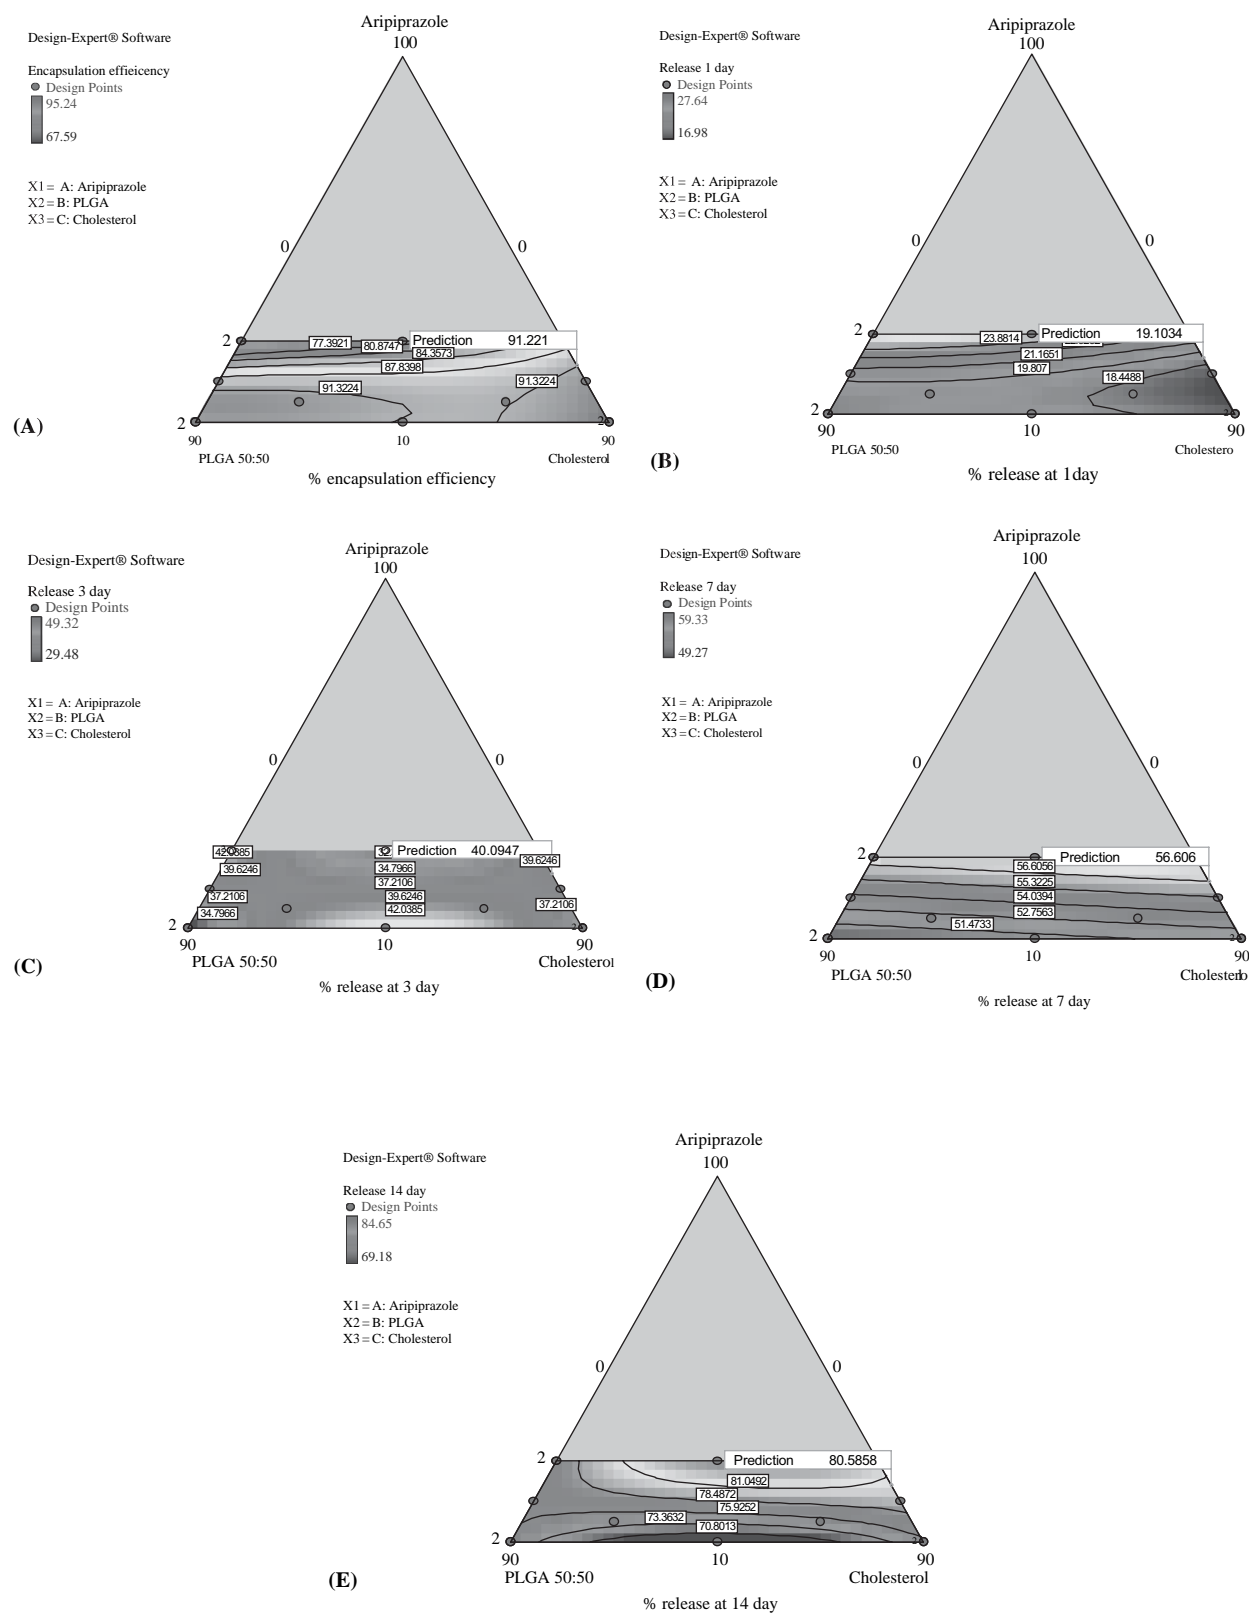 Aripiprazole
100
Design-Expert® Software
Encapsulation effieicency
Design Points
95.24
67.59
X1 = A: Aripiprazole
X2 = B: PLGA
X3 = C: Cholesterol
0
0
2
77.3921
80.8747
Prediction 91.221
84.3573
87.8398
91.3224
91.3224
2
2
90
10
90
PLGA 50:50
Cholesterol
(A)
% encapsulation efficiency
Aripiprazole
100
Design-Expert® Software
Release 1 day
Design Points
27.64
16.98
X1 = A: Aripiprazole
X2 = B: PLGA
X3 = C: Cholesterol
0
0
2
23.8814
Prediction 19.1034
21.1651
19.807
18.4488
2
2
90
10
90
PLGA 50:50
Cholestero
(B)
% release at 1day
Aripiprazole
100
Design-Expert® Software
Release 3 day
Design Points
49.32
29.48
X1 = A: Aripiprazole
X2 = B: PLGA
X3 = C: Cholesterol
0
0
Prediction 40.0947
39.6246
39.6246
34.7966
37.2106
37.2106
39.6246
37.2106
34.7966
42.0385
2
2
90
10
90
PLGA 50:50
Cholesterol
(C)
% release at 3 day
Aripiprazole
100
Design-Expert® Software
Release 7 day
Design Points
59.33
49.27
X1 = A: Aripiprazole
X2 = B: PLGA
X3 = C: Cholesterol
0
0
2
Prediction 56.606
56.6056
55.3225
54.0394
52.7563
51.4733
2
2
90
10
90
PLGA 50:50
(D)
% release at 7 day
Aripiprazole
100
Design-Expert® Software
Release 14 day
Design Points
84.65
69.18
X1 = A: Aripiprazole
X2 = B: PLGA
X3 = C: Cholesterol
0
0
2
Prediction 80.5858
81.0492
78.4872
75.9252
73.3632
70.8013
2
2
90
10
90
PLGA 50:50
Cholesterol
(E)
% release at 14 day